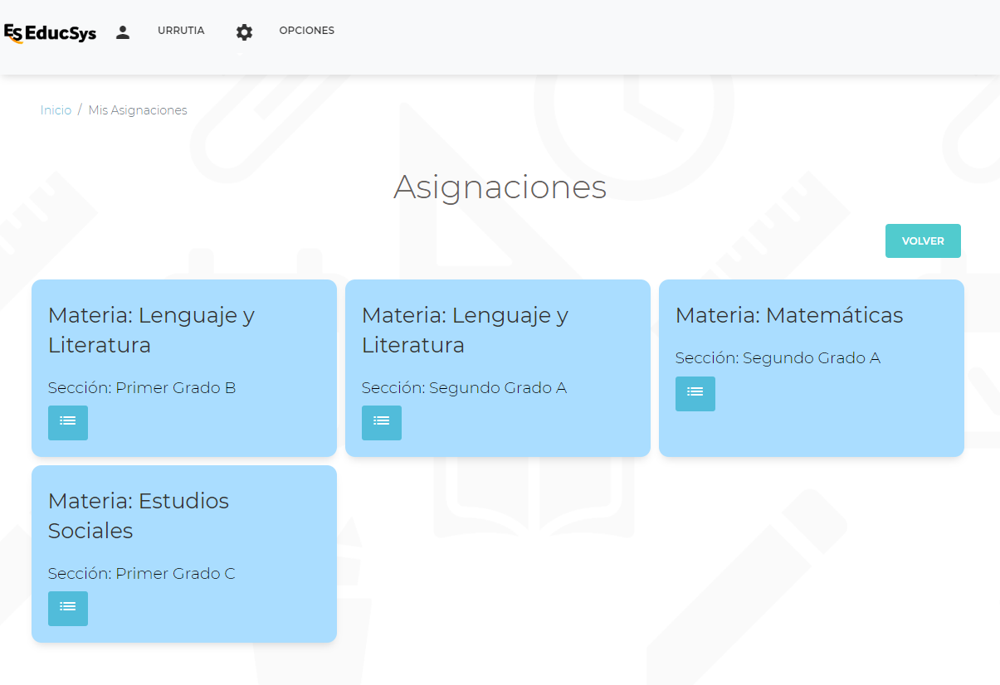 ES EducSys URRUTIA OPCIONES
Inicio / Mis Asignaciones
Asignaciones
VOLVER
Materia: Lenguaje y
Literatura
Sección: Primer Grado B
Materia: Lenguaje y
Literatura
Sección: Segundo Grado A
Materia: Matemáticas
Sección: Segundo Grado A
Materia: Estudios
Sociales
Sección: Primer Grado C